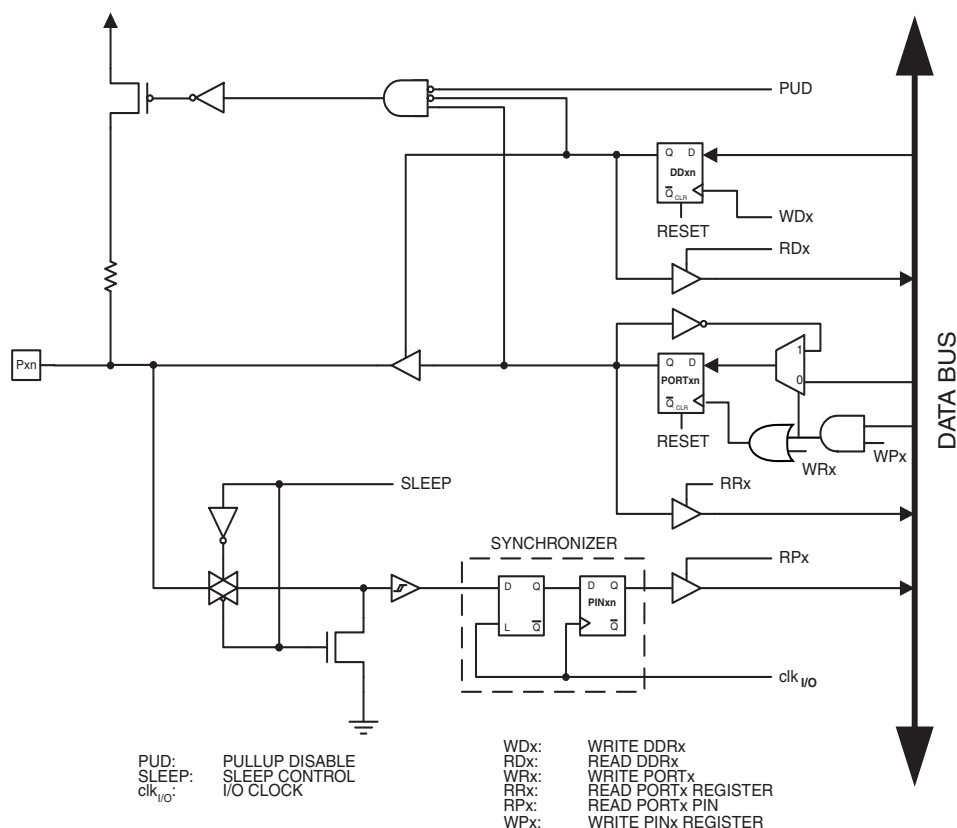 PUD
Q D
DDxn
Q CLR
WDx
RESET
RDx
1
Pxn
Q D
0
PORTxn
Q CLR
RESET
WRx
WPx
DATA BUS
SLEEP
RRx
SYNCHRONIZER
RPx
D Q
D Q
PINxn
L Q
Q
clk I/O
PUD: PULLUP DISABLE
SLEEP: SLEEP CONTROL
clkI/O: I/O CLOCK
WDx: WRITE DDRx
RDx: READ DDRx
WRx: WRITE PORTx
RRx: READ PORTx REGISTER
RPx: READ PORTx PIN
WPx: WRITE PINx REGISTER